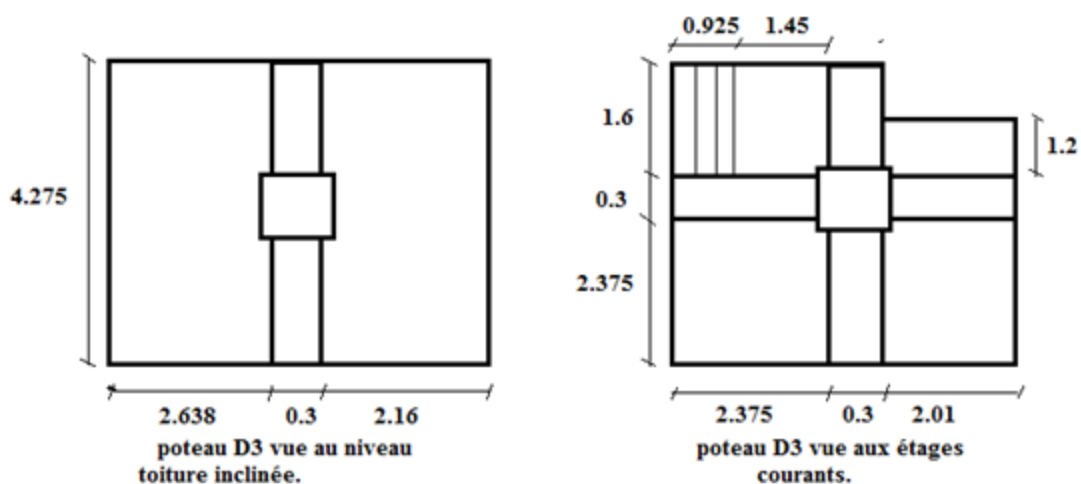 4.275
2.638 0.3 2.16
poteau D3 vue au niveau
toiture inclinée.
0.925 1.45
1.6
1.2
0.3
2.375
2.375 0.3 2.01
poteau D3 vue aux étages
courants.